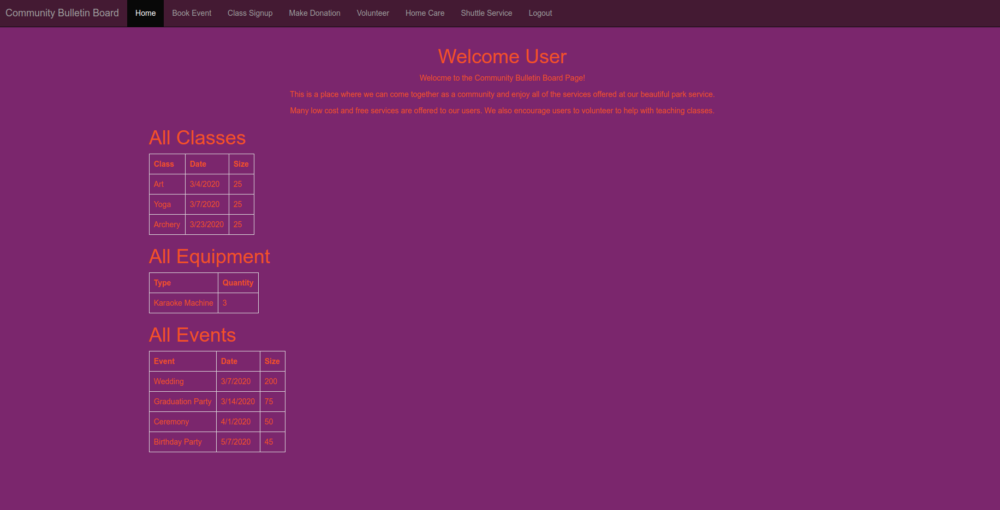 Community Bulletin Board Home Book Event Class Signup Make Donation Volunteer Home Care Shuttle Service Logout
Welcome User
Welocme to the Community Bulletin Board Page!
This is a place where we can come together as a community and enjoy all of the services offered at our beautiful park service.
Many low cost and free services are offered to our users. We also encourage users to volunteer to help with teaching classes.
All Classes
Class Date Size
Art 3/4/2020 25
Yoga 3/7/2020 25
Archery 3/23/2020 25
All Equipment
Type Quantity
Karaoke Machine 3
All Events
Event Date Size
Wedding 3/7/2020 200
Graduation Party 3/14/2020 75
Ceremony 4/1/2020 50
Birthday Party 5/7/2020 45